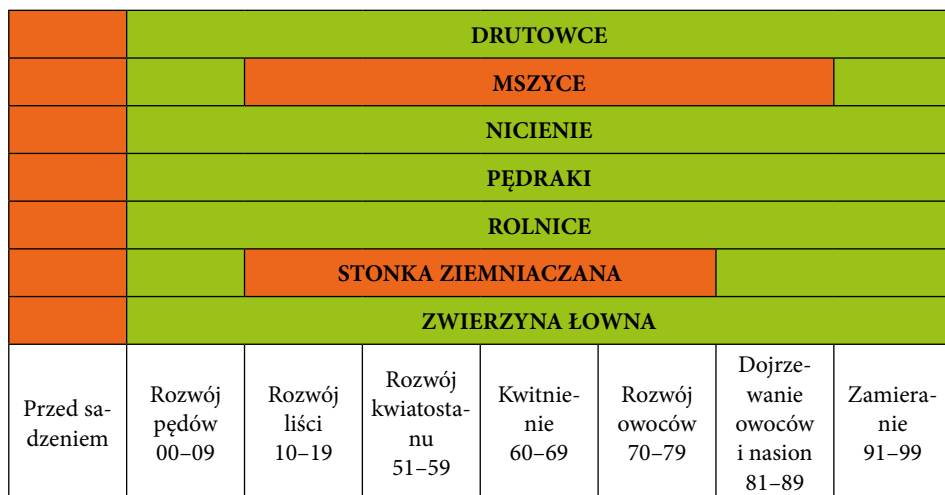 DRUTOWCE
MSZYCE
NICIENIE
PĘDRAKI
ROLNICE
STONKA ZIEMNIACZANA
ZWIERZYNA ŁOWNA
Przed sa-
dzeniem
Rozwój
pędów
00–09
Rozwój
liści
10–19
Rozwój
kwiatosta-
nu
51–59
Kwitnie-
nie
60–69
Rozwój
owoców
70–79
Dojrze-
wanie
owoców
i nasion
81–89
Zamiera-
nie
91–99